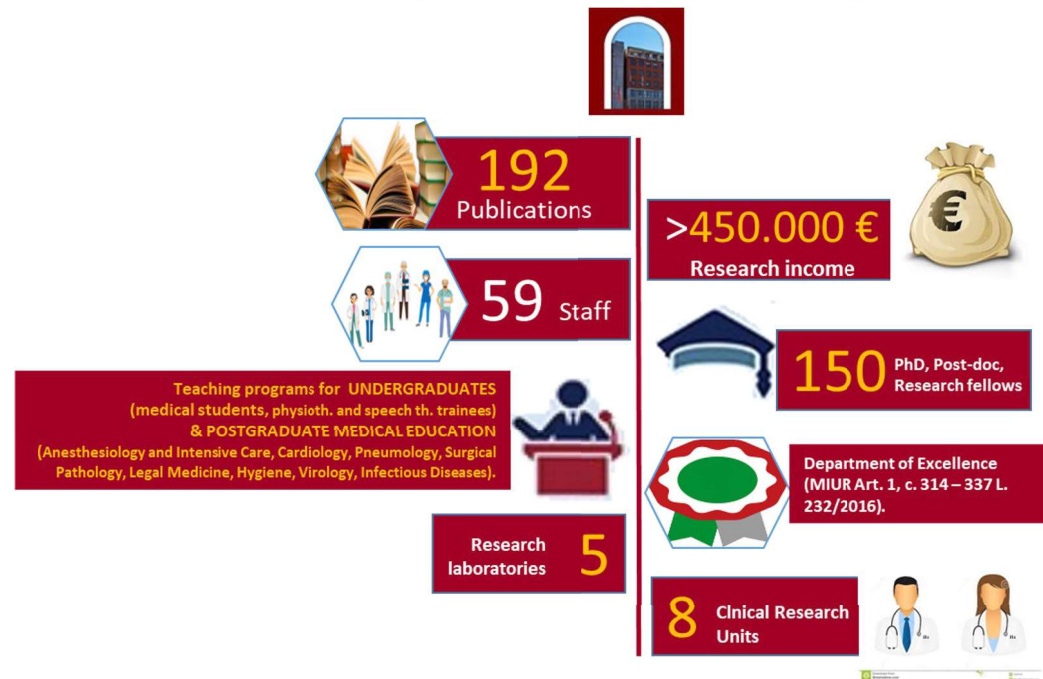 192
Publications
>450.000 €
Research income
59 Staff
150 PhD, Post-doc,
Research fellows
Teaching programs for UNDERGRADUATES
(medical students, physioth. and speech th. trainees)
& POSTGRADUATE MEDICAL EDUCATION
(Anesthesiology and Intensive Care, Cardiology, Pneumology, Surgical
Pathology, Legal Medicine, Hygiene, Virology, Infectious Diseases).
Department of Excellence
(MIUR Art. 1, c. 314 – 337 L.
232/2016).
Research
laboratories
5
8
Clnical Research
Units